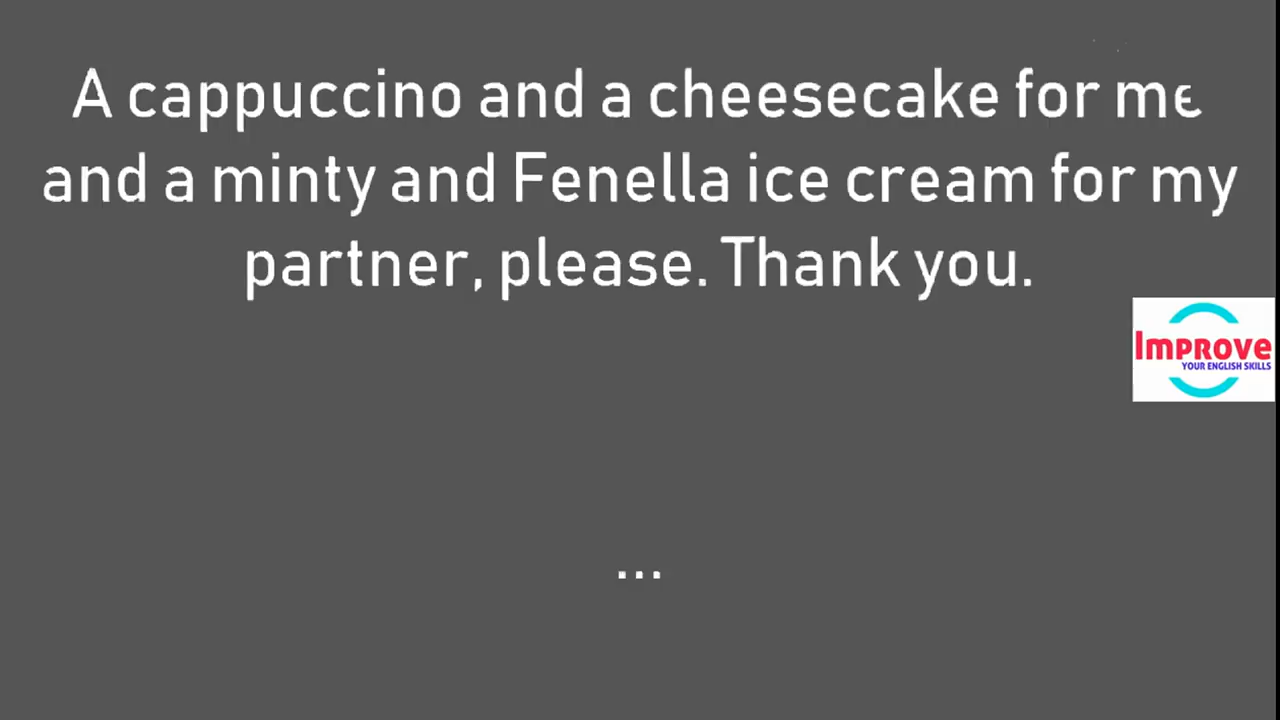 A cappuccino and a cheesecake for me
and a minty and Fenella ice cream for my
partner, please. Thank you.
Improve
YOUR ENGLISH SKILLS
...